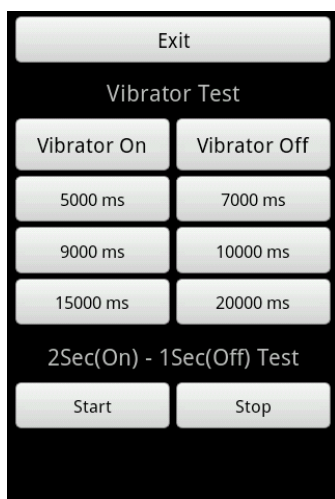 Exit
Vibrator Test
Vibrator On Vibrator Off
5000 ms 7000 ms
9000 ms 10000 ms
15000 ms 20000 ms
2Sec(On) - 1Sec(Off) Test
Start Stop